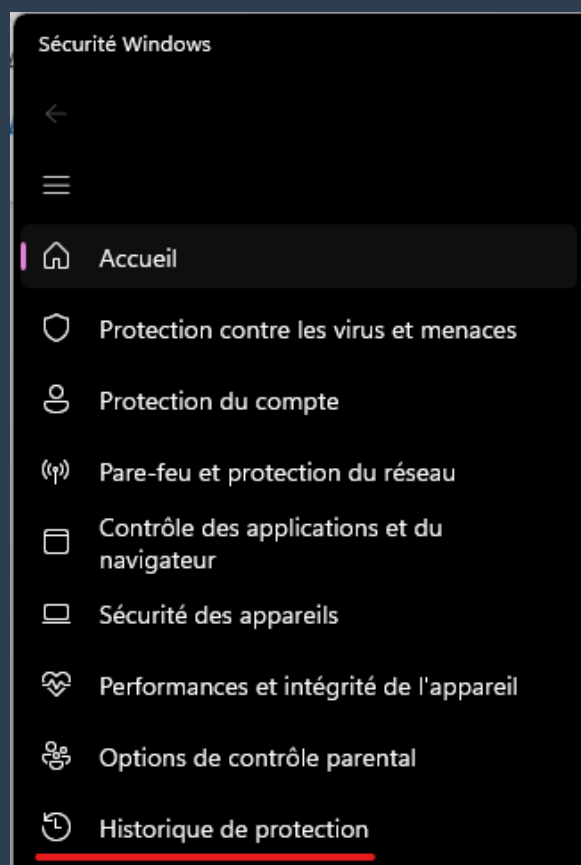 Sécurité Windows
Accueil
Protection contre les virus et menaces
Protection du compte
Pare-feu et protection du réseau
Contrôle des applications et du
navigateur
Sécurité des appareils
Performances et intégrité de l'appareil
Options de contrôle parental
Historique de protection